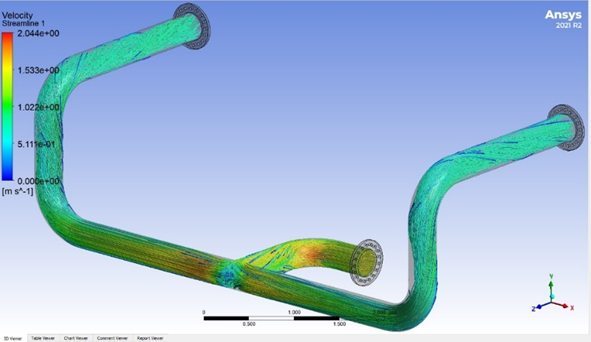 Velocity
Streamline 1
2.044e+00
1.533e+00
1.022e+00
5.111e-01
0.000e+00
[m s^-1]
Ansys
2021 R2
0 1.000
0.500 1.500
Y
Z X
3D Viewer Table Viewer Chart Viewer Comment Viewer Report Viewer